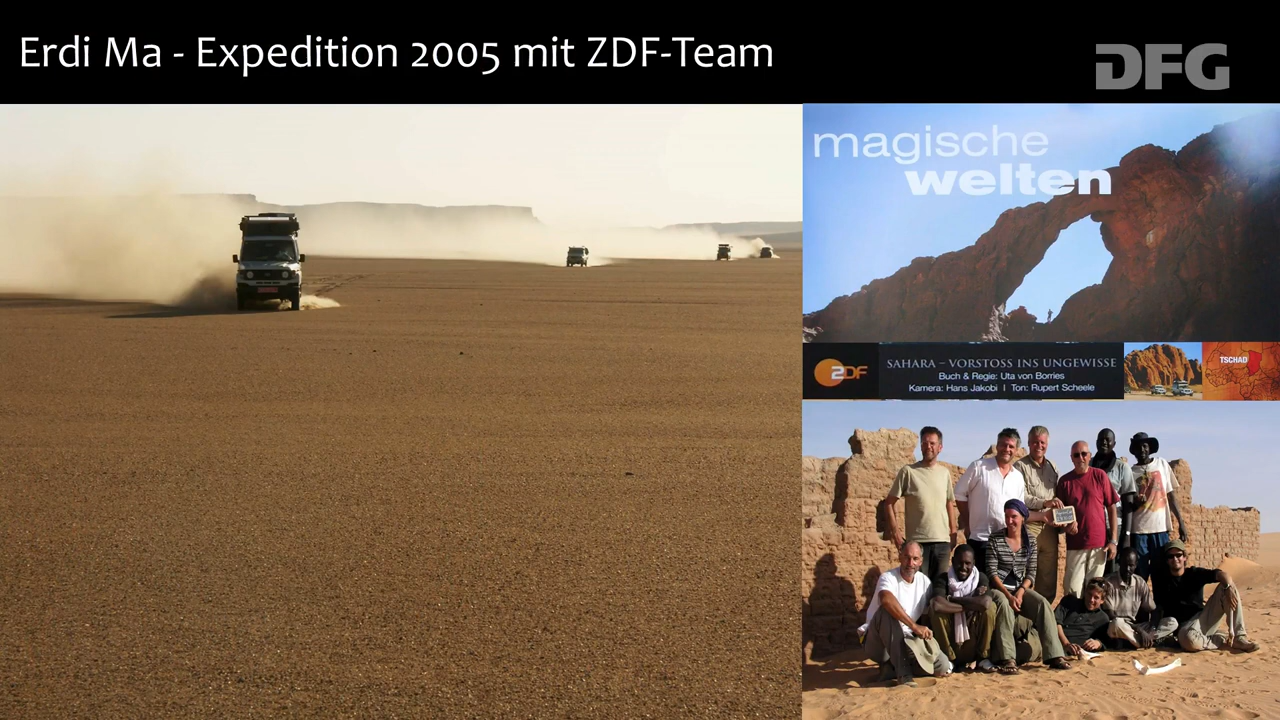 Erdi Ma - Expedition 2005 mit ZDF-Team
DFG
magische
welten
ZDF
SAHARA – VORSTOSS INS UNGEWISSE
Buch & Regie: Uta von Borries
Kamera: Hans Jakobi I Ton: Rupert Scheele
TSCHAD